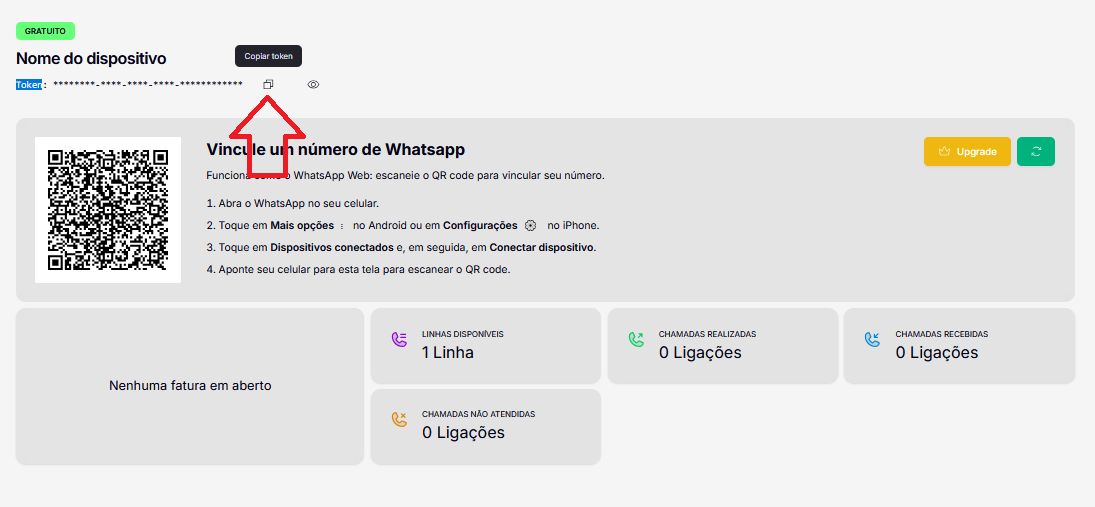 GRATUITO
Nome do dispositivo
Copiar token
Token: ********-****-****-****-************
Vincule um número de Whatsapp
Upgrade
Funciona como o WhatsApp Web: escaneie o QR code para vincular seu número.
1. Abra o WhatsApp no seu celular.
2. Toque em Mais opções : no Android ou em Configurações no iPhone.
3. Toque em Dispositivos conectados e, em seguida, em Conectar dispositivo.
4. Aponte seu celular para esta tela para escanear o QR code.
Nenhuma fatura em aberto
LINHAS DISPONÍVEIS
1 Linha
CHAMADAS REALIZADAS
0 Ligações
CHAMADAS RECEBIDAS
0 Ligações
CHAMADAS NÃO ATENDIDAS
0 Ligações